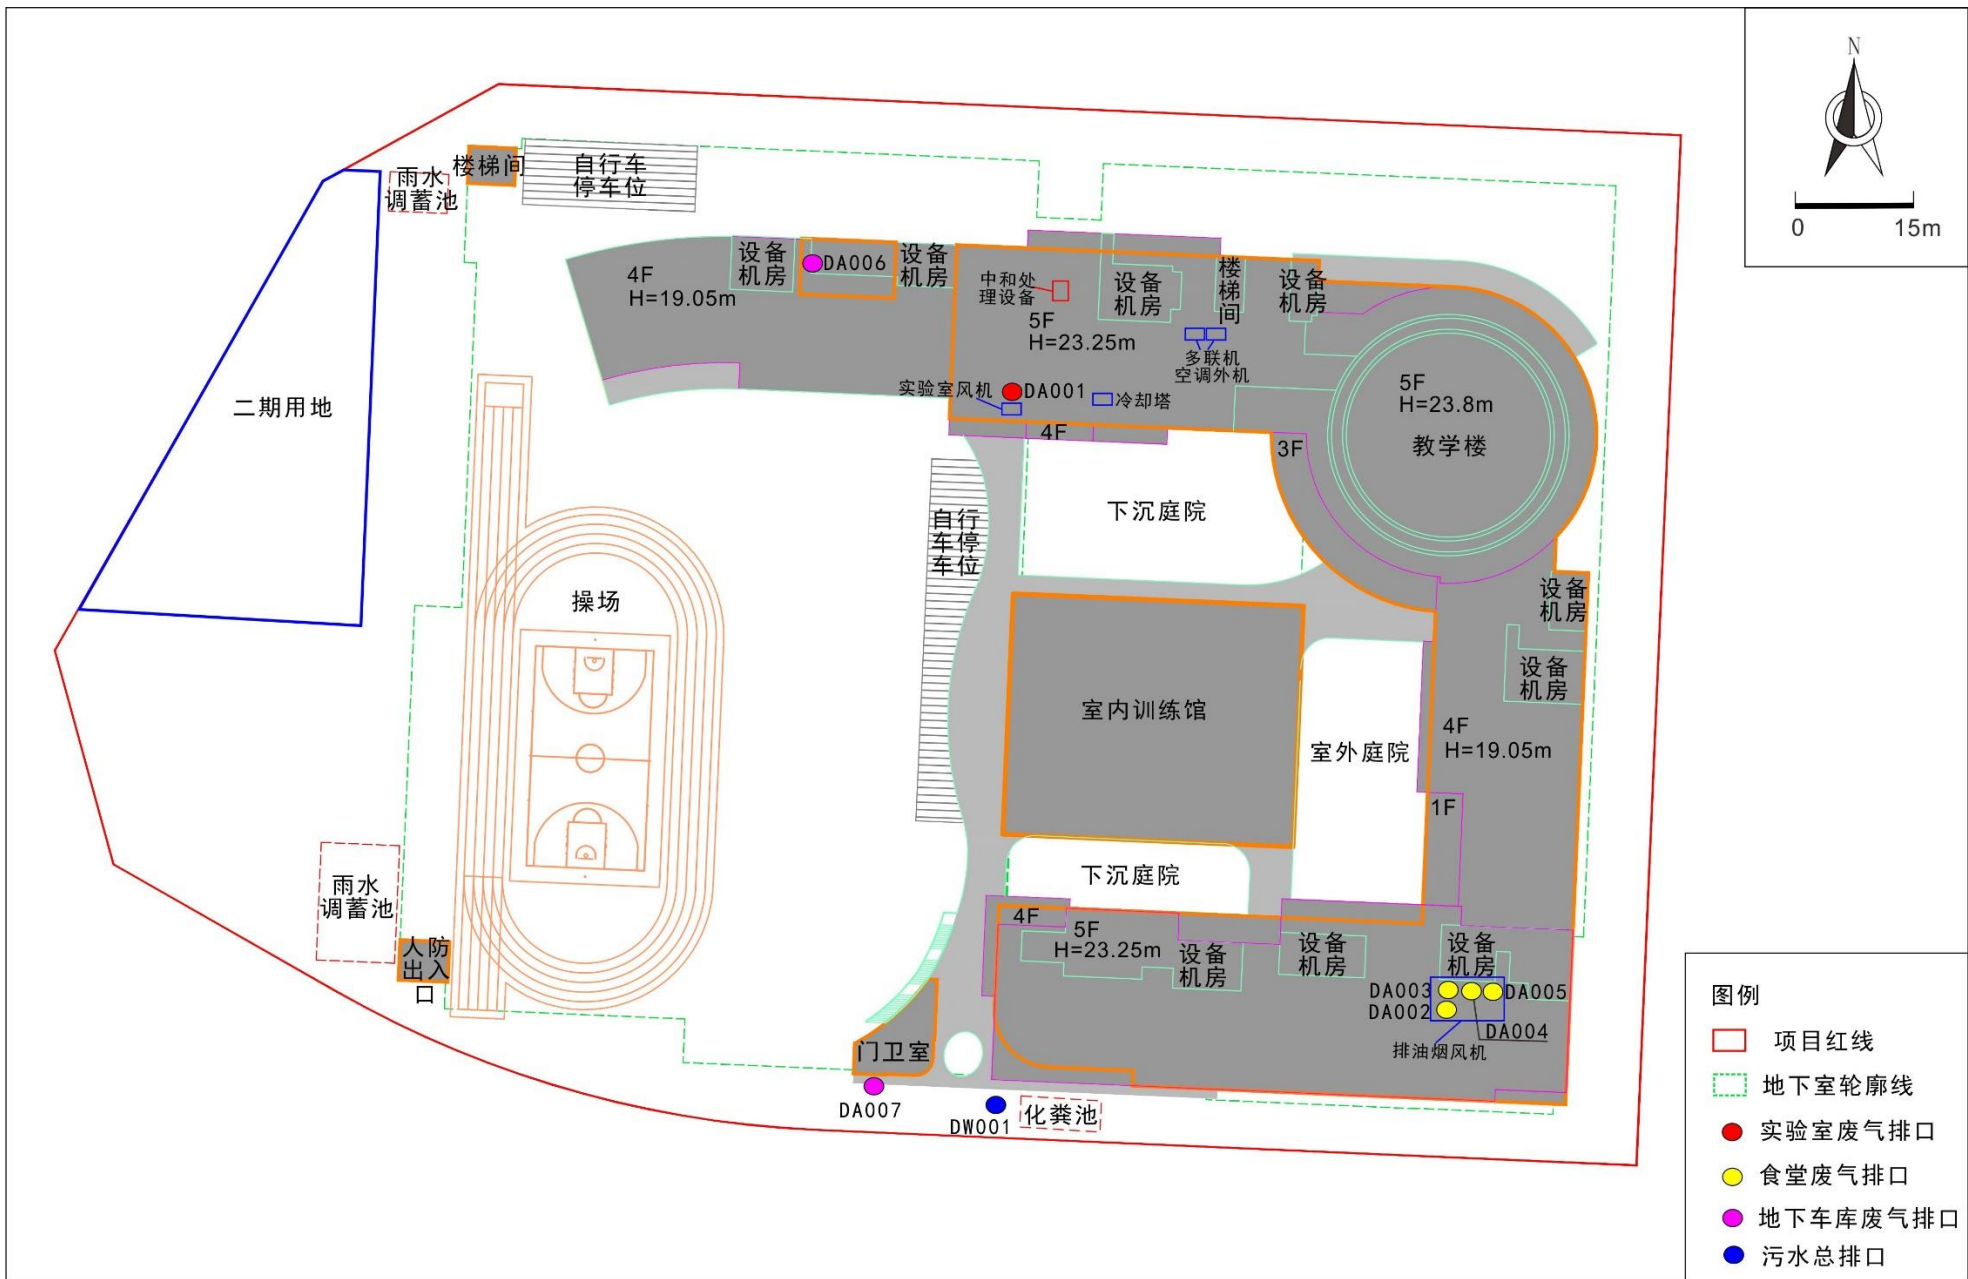 N
0 15m
楼梯间
自行车
停车位
雨水
调蓄池
设备
机房
DA006
设备
机房
4F
H=19.05m
中和处
理设备
设备
机房
楼
梯
间
设备
机房
5F
H=23.25m
多联机
空调外机
实验室风机
DA001
冷却塔
5F
H=23.8m
教学楼
二期用地
4F
3F
下沉庭院
自行
车停
车位
操场
设备
机房
设备
机房
室内训练馆
室外庭院
4F
H=19.05m
1F
下沉庭院
雨水
调蓄池
人防
出入
口
4F
5F
H=23.25m
设备
机房
设备
机房
设备
机房
DA003
DA005
DA002
DA004
排油烟风机
门卫室
DA007
DW001
化粪池
图例
项目红线
地下室轮廓线
实验室废气排口
食堂废气排口
地下车库废气排口
污水总排口